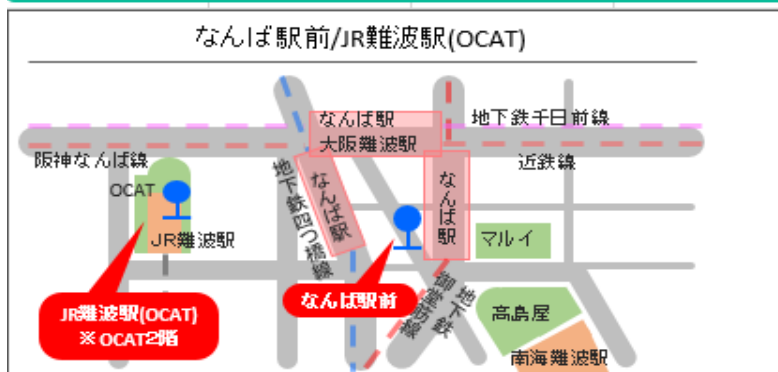 なんば駅前/JR難波駅(OCAT)
なんば駅
地下鉄千日前線
大阪難波駅
阪神なんば線
近鉄線
OCAT
なんば駅
地下鉄四つ橋線
なんば駅
JR難波駅
マルイ
なんば駅前
地下鉄
御堂筋線
JR難波駅(OCAT)
※OCAT2階
高島屋
南海難波駅